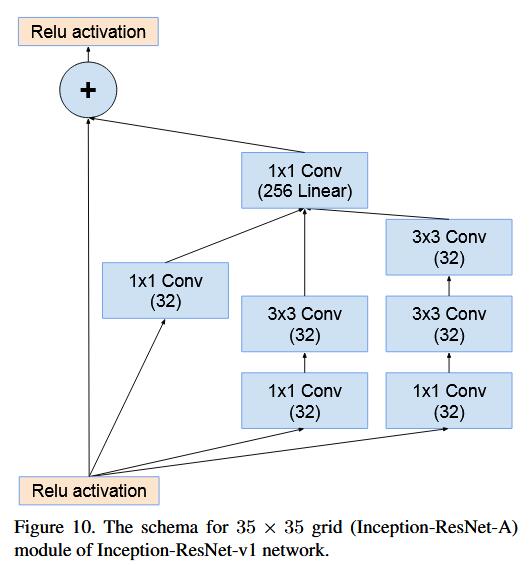 Relu activation
+
1x1 Conv
(256 Linear)
3x3 Conv
(32)
1x1 Conv
(32)
3x3 Conv
(32)
3x3 Conv
(32)
1x1 Conv
(32)
1x1 Conv
(32)
Relu activation
Figure 10. The schema for 35 × 35 grid (Inception-ResNet-A)
module of Inception-ResNet-v1 network.